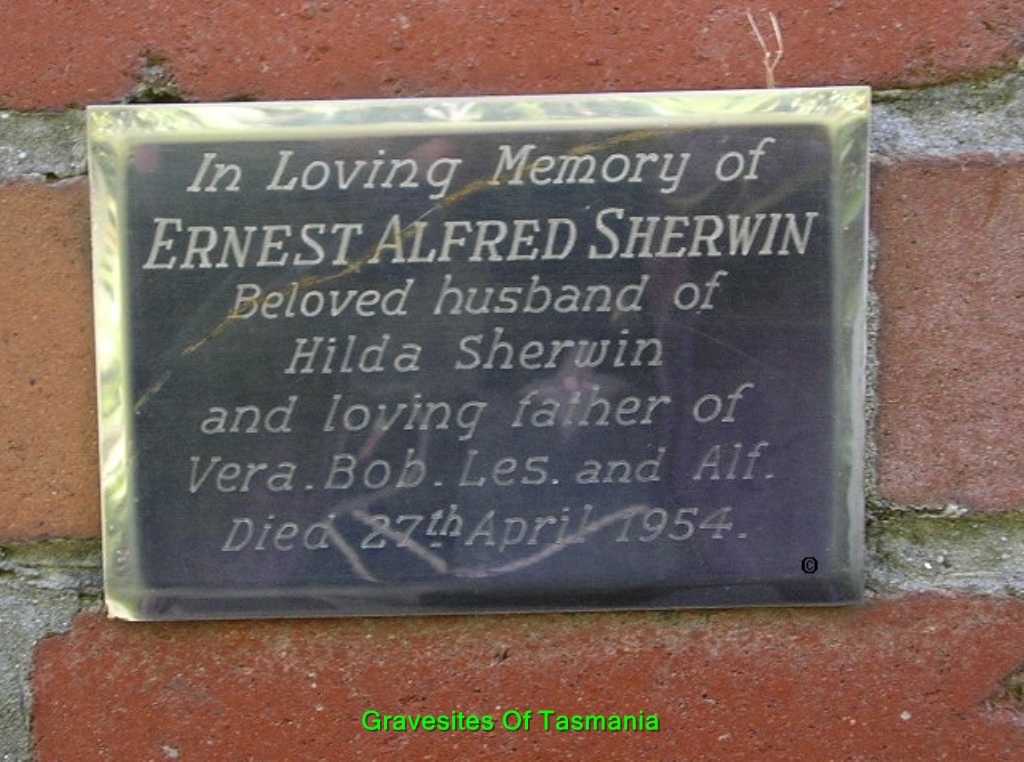 In Loving Memory of
ERNEST ALFRED SHERWIN
Beloved husband of
Hilda Sherwin
and loving father of
Vera. Bob. Les. and Alf.
Died 27th April 1954.
©
Gravesites Of Tasmania